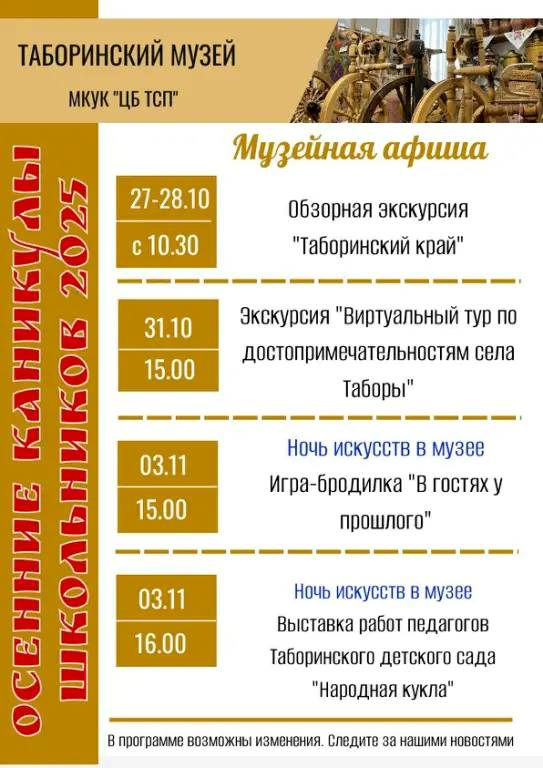 ТАБОРИНСКИЙ МУЗЕЙ
МКУК "ЦБ ТСП"
ОСЕННИЕ КАНИКУЛЫ
ШКОЛЬНИКОВ 2025
Музейная афиша
27-28.10
с 10.30
Обзорная экскурсия
"Таборинский край"
31.10
15.00
Экскурсия "Виртуальный тур по
достопримечательностям села
Таборы"
03.11
15.00
Ночь искусств в музее
Игра-бродилка "В гостях у
прошлого"
03.11
16.00
Ночь искусств в музее
Выставка работ педагогов
Таборинского детского сада
"Народная кукла"
В программе возможны изменения. Следите за нашими новостями